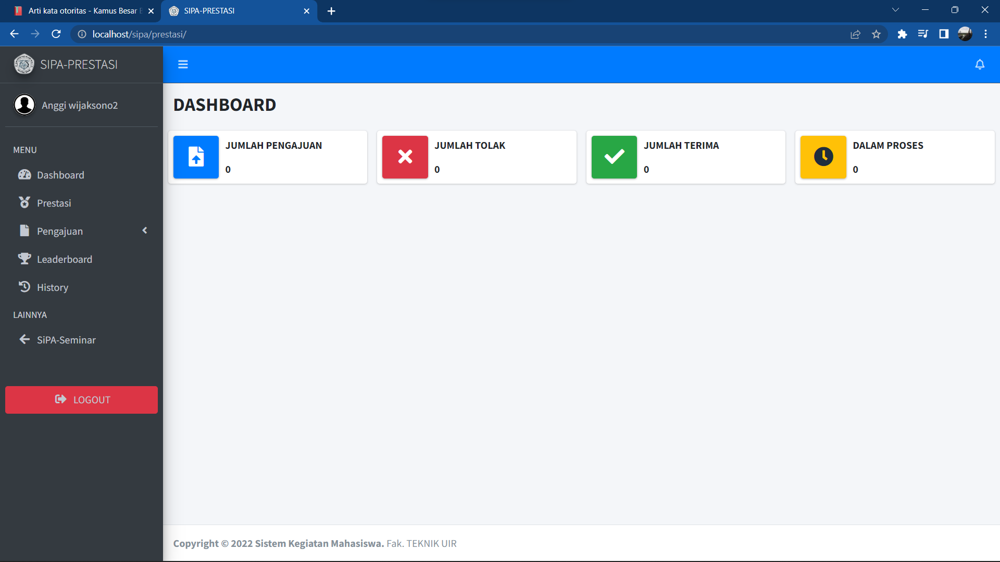 Arti kata otoritas - Kamus Besar
SIPA-PRESTASI
localhost/sipa/prestasi/
SIPA-PRESTASI
Anggi wijaksono2
MENU
Dashboard
Prestasi
Pengajuan
Leaderboard
History
LAINNYA
SiPA-Seminar
LOGOUT
DASHBOARD
JUMLAH PENGAJUAN
0
JUMLAH TOLAK
0
JUMLAH TERIMA
0
DALAM PROSES
0
Copyright © 2022 Sistem Kegiatan Mahasiswa. Fak. TEKNIK UIR